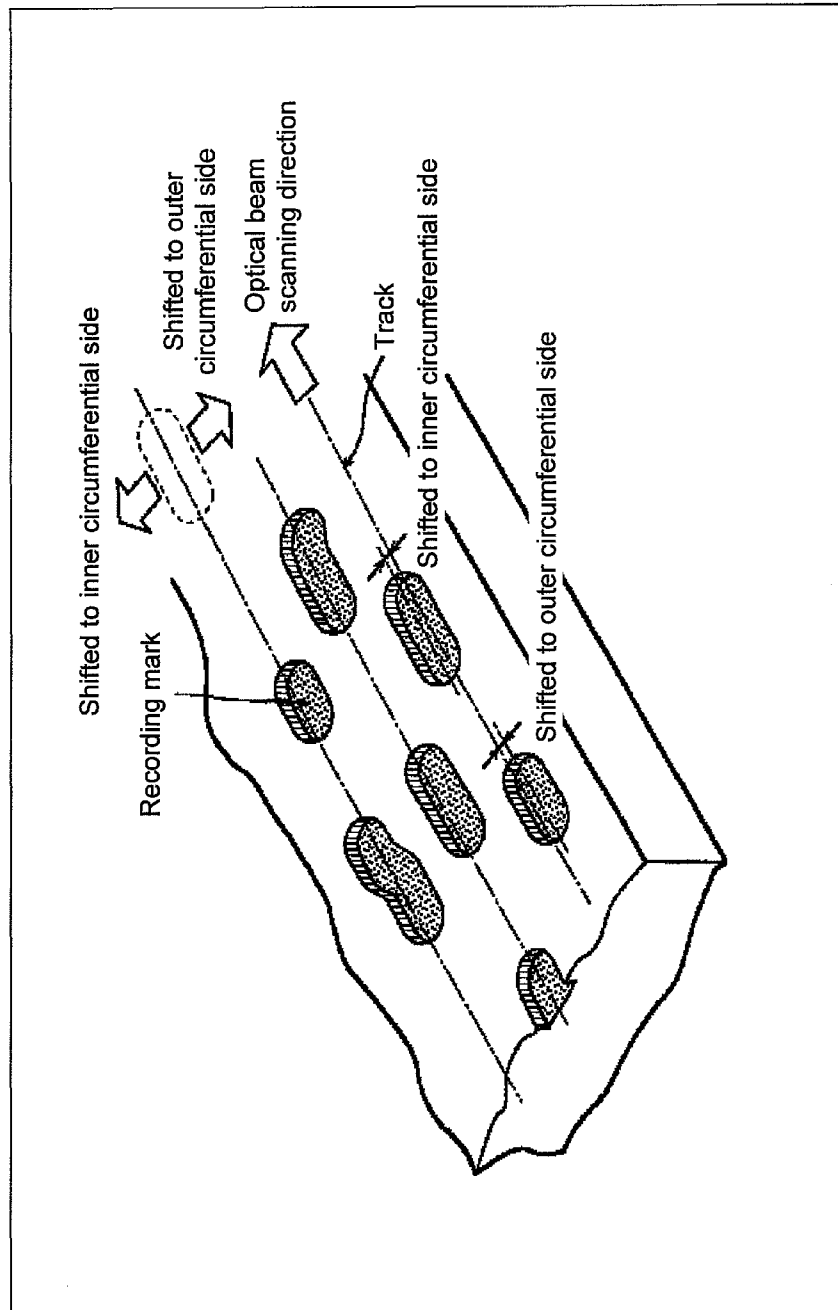 Shifted to inner circumferential side
Shifted to outer
circumferential side
Recording mark
Optical beam
scanning direction
Track
Shifted to inner circumferential side
Shifted to outer circumferential side